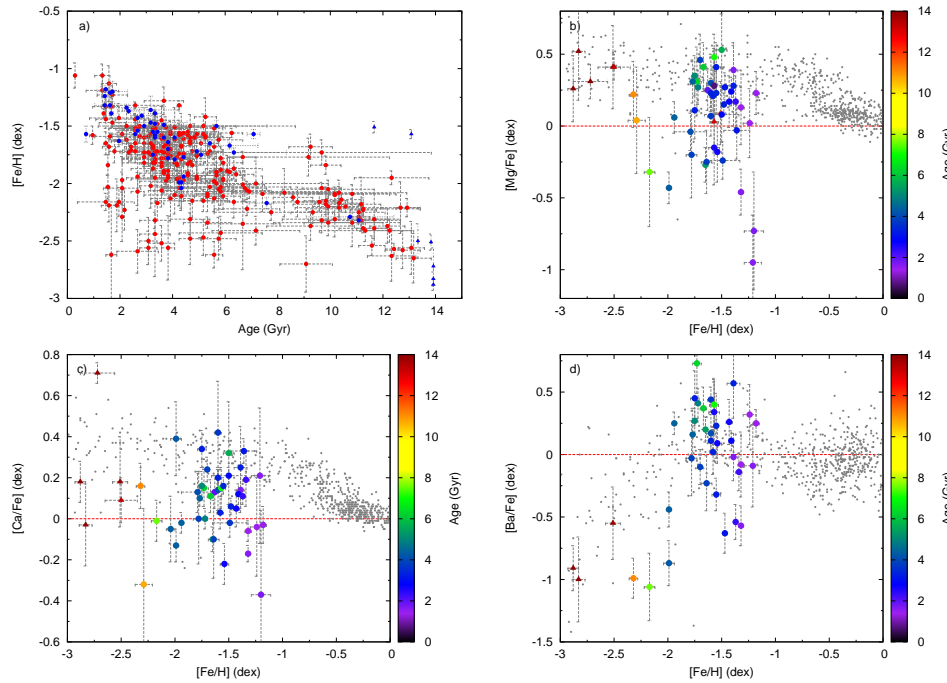 a)
[Fe/H] (dex)
-0.5
-1
-1.5
-2
-2.5
-3
0 2 4 6 8 10 12 14
Age (Gyr)
b)
[Mg/Fe] (dex)
0.5
0
-0.5
-1
-3 -2.5 -2 -1.5 -1 -0.5 0
[Fe/H] (dex)
14
12
10
8
6
4
2
0
Age (Gyr)
c)
[Ca/Fe] (dex)
0.8
0.6
0.4
0.2
0
-0.2
-0.4
-0.6
-3 -2.5 -2 -1.5 -1 -0.5 0
[Fe/H] (dex)
14
12
10
8
6
4
2
0
Age (Gyr)
d)
[Ba/Fe] (dex)
0.5
0
-0.5
-1
-1.5
-3 -2.5 -2 -1.5 -1 -0.5 0
[Fe/H] (dex)
14
12
10
8
6
4
2
0
Age (Gyr)